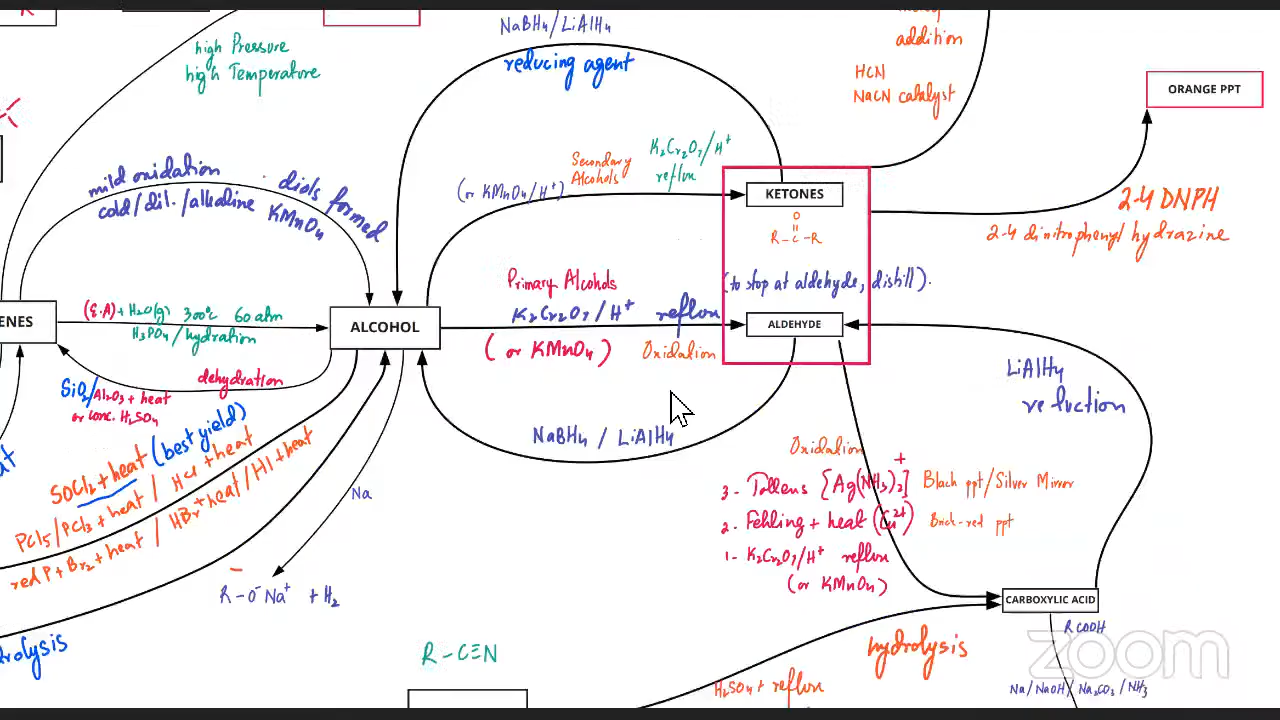 NaBH4/LiAlH4
reducing agent
high Pressure
high Temperature
addition
HCN
NaCN catalyst
ORANGE PPT
mild oxidation . diols formed
cold/dil./alkaline KMnO4
Secondary
Alcohols
K2Cr2O7/H+
reflux
(or KMnO4/H+)
KETONES
O
R-C-R
2-4 DNPH
2-4 dinitrophenyl hydrazine
(to stop at aldehyde, distill).
Primary Alcohols
K2Cr2O7/H+ reflux
(or KMnO4) Oxidation
ALDEHYDE
ENES
(E.A)+H2O(g) 300°C 60 atm
H3PO4/hydration
ALCOHOL
dehydration
SiO2/Al2O3 + heat
or conc. H2SO4
LiAlH4
reduction
NaBH4 / LiAlH4
SOCl2+heat (best yield)
PCl5/PCl3 + heat / HCl + heat
red P + Br2 + heat / HBr + heat / HI + heat
Na
R-O-Na+ + H2
Oxidation
3- Tollens [Ag(NH3)2]+ Black ppt/Silver Mirror
2- Fehling + heat (Cu2+) Brick-red ppt
1- K2Cr2O7/H+ reflux
(or KMnO4)
CARBOXYLIC ACID
RCOOH
hydrolysis
rolysis
R-C≡N
H2SO4 + reflux
Na/NaOH/Na2CO3/NH3
zoom